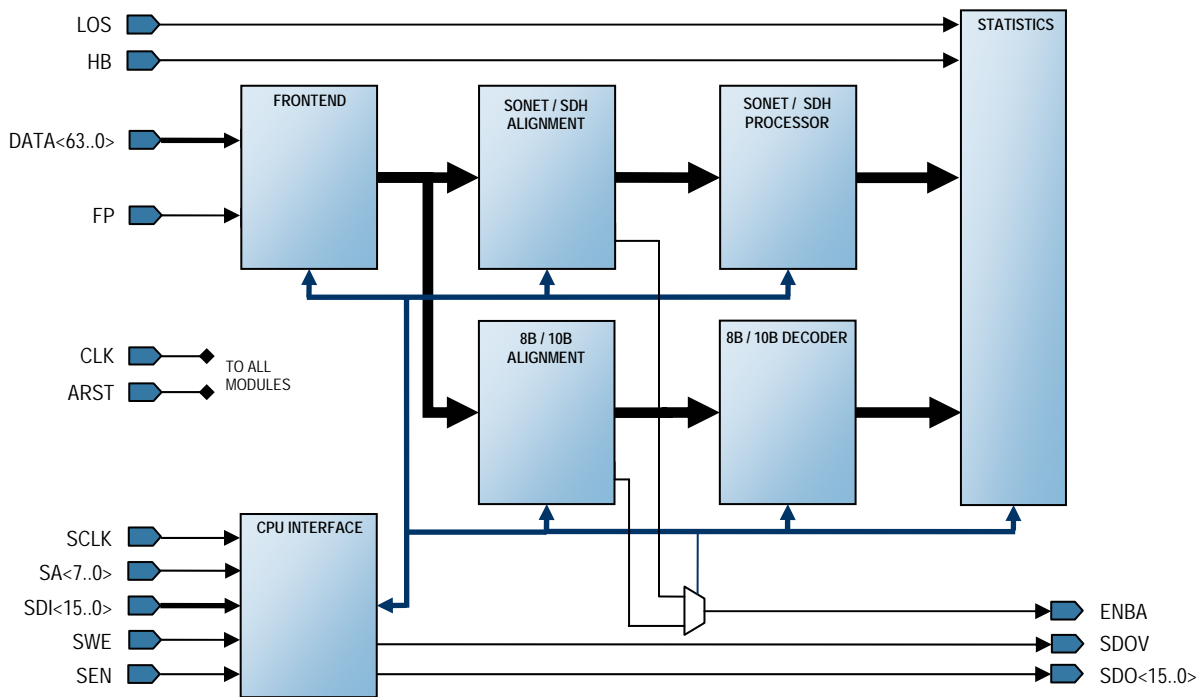 LOS
HB
STATISTICS
FRONTEND
SONET / SDH
ALIGNMENT
SONET / SDH
PROCESSOR
DATA<63..0>
FP
CLK
ARST
TO ALL
MODULES
8B / 10B
ALIGNMENT
8B / 10B DECODER
CPU INTERFACE
SCLK
SA<7..0>
SDI<15..0>
SWE
SEN
ENBA
SDOV
SDO<15..0>